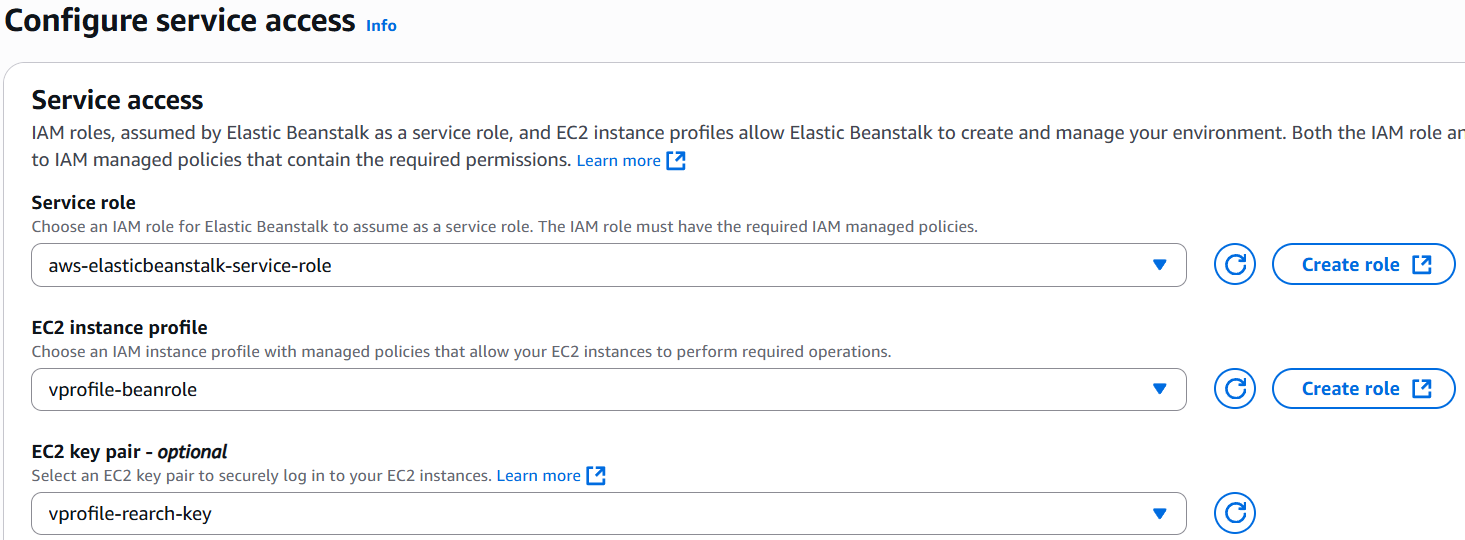 Configure service access Info
Service access
IAM roles, assumed by Elastic Beanstalk as a service role, and EC2 instance profiles allow Elastic Beanstalk to create and manage your environment. Both the IAM role
to IAM managed policies that contain the required permissions. Learn more
Service role
Choose an IAM role for Elastic Beanstalk to assume as a service role. The IAM role must have the required IAM managed policies.
aws-elasticbeanstalk-service-role
Create role
EC2 instance profile
Choose an IAM instance profile with managed policies that allow your EC2 instances to perform required operations.
vprofile-beanrole
Create role
EC2 key pair - optional
Select an EC2 key pair to securely log in to your EC2 instances. Learn more
vprofile-rearch-key